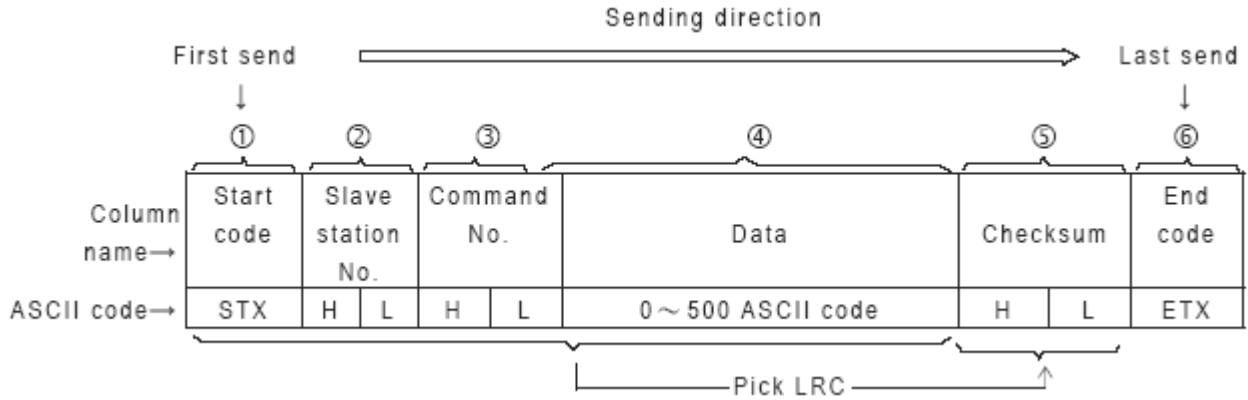 Sending direction
First send
Last send
↓ ↓
① ② ③ ④ ⑤ ⑥
Column name→
Start code
Slave station No.
Command No.
Data
Checksum
End code
ASCII code→ STX H L H L 0～500 ASCII code H L ETX
Pick LRC